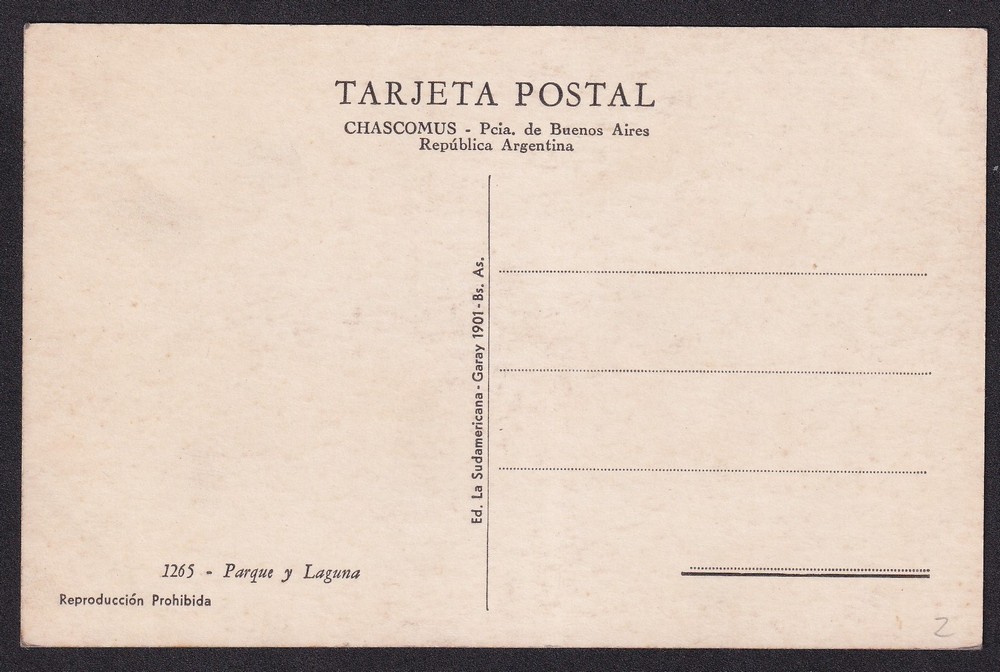 TARJETA POSTAL
CHASCOMUS - Pcia. de Buenos Aires
República Argentina
Ed. La Sudamericana - Garay 1901 - Bs. As.
1265 - Parque y Laguna
Reproducción Prohibida
2